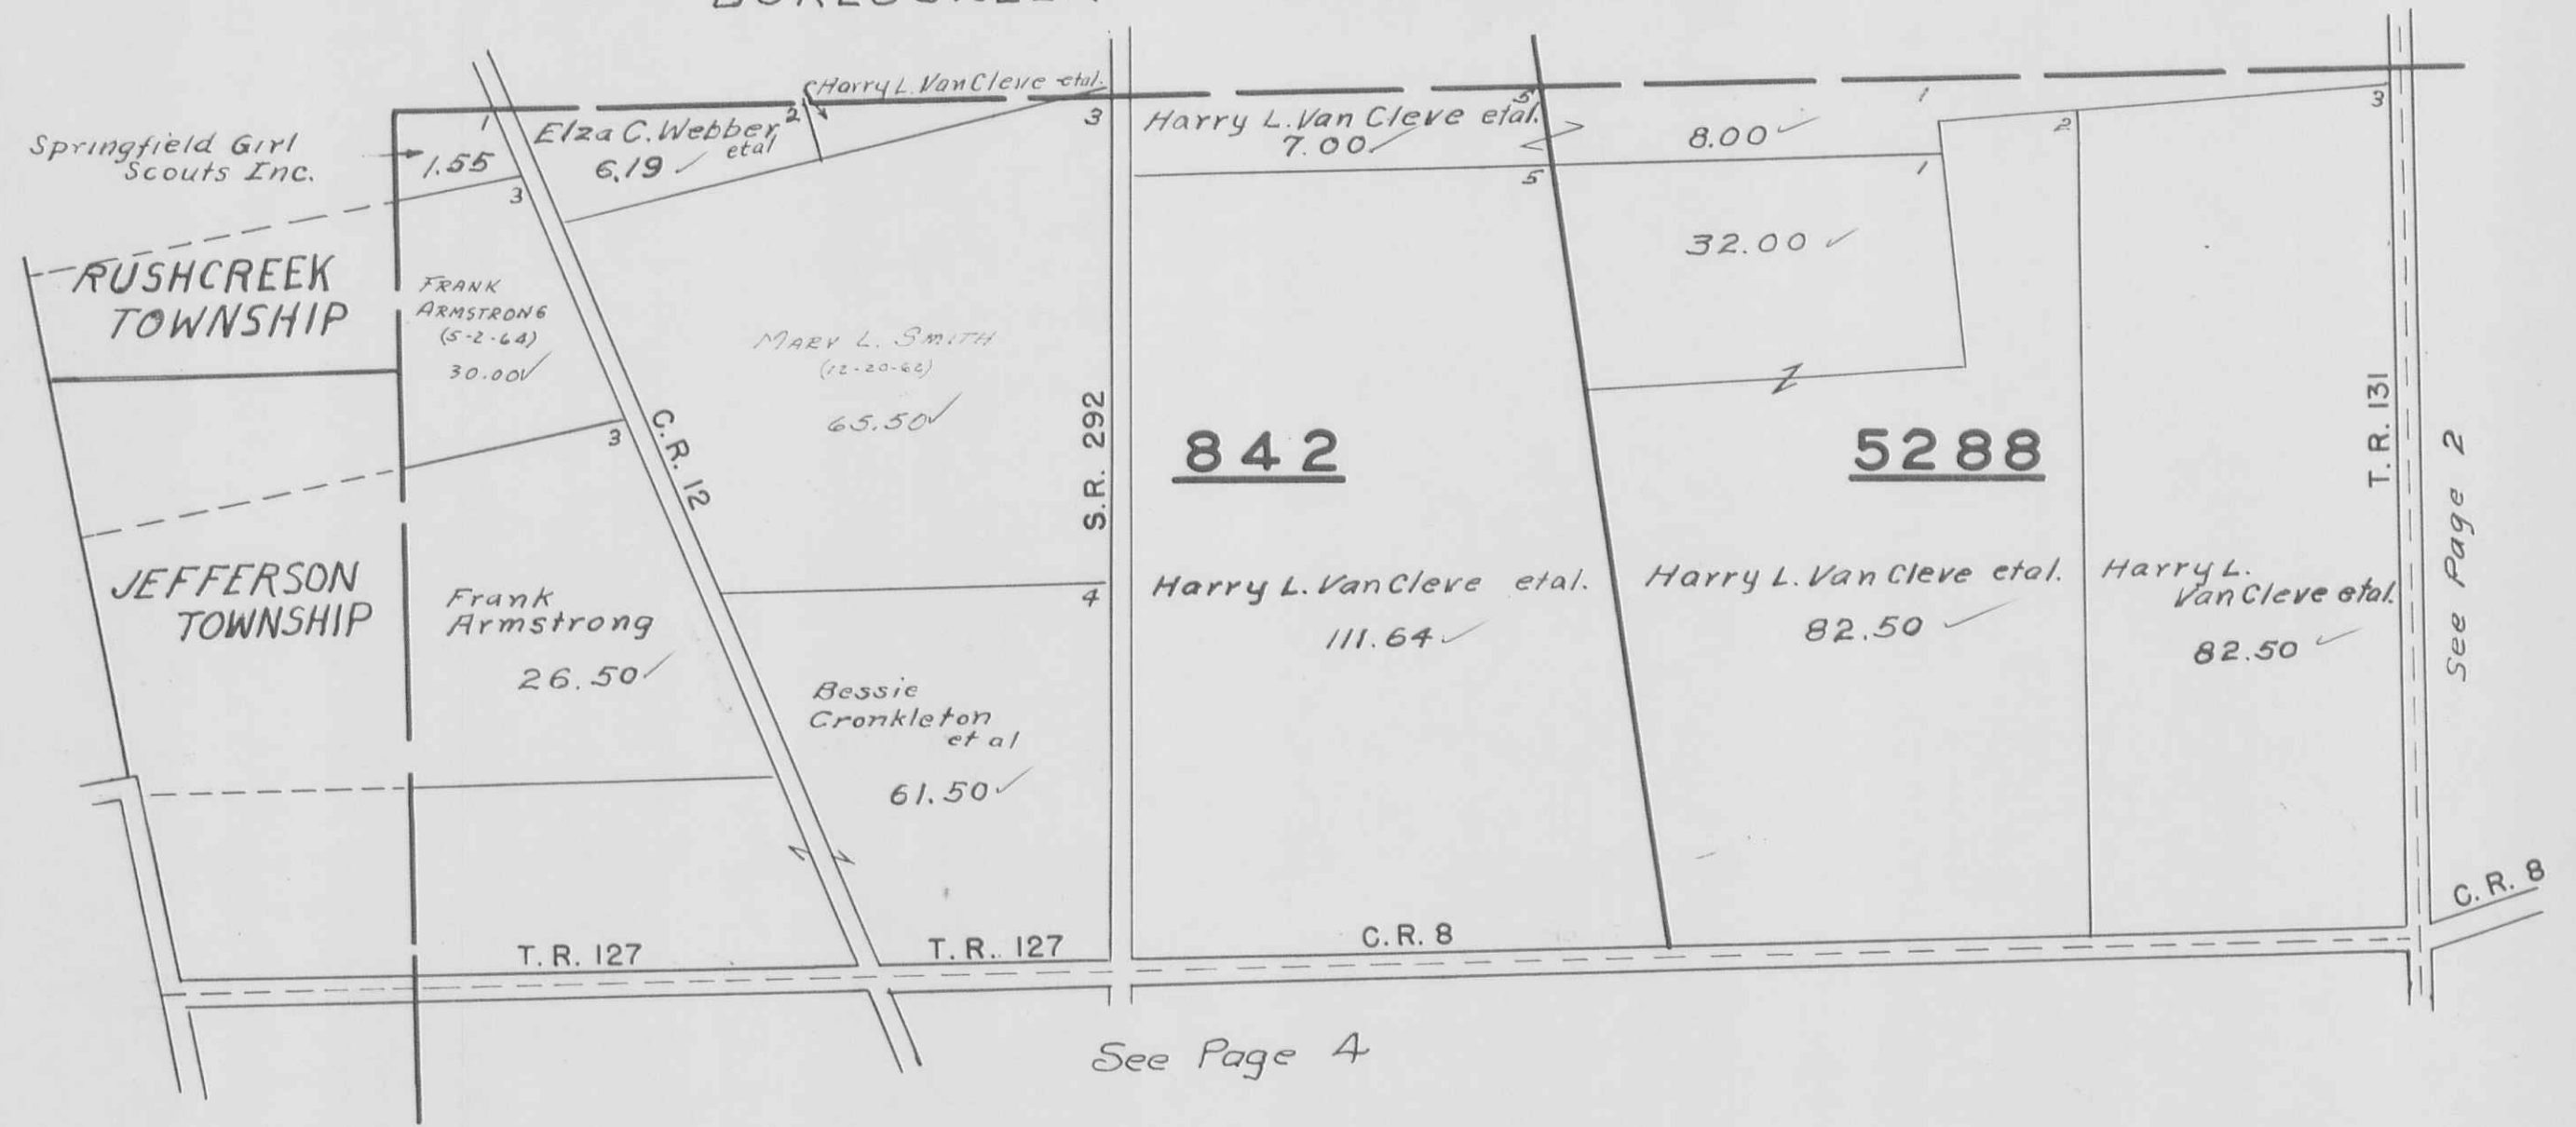 Harry L. Van Cleve etal.
Springfield Girl
Scouts Inc.
1
1.55
3
Elza C. Webber
etal
6.19
2
3
Harry L. Van Cleve etal.
7.00
5
5
8.00
1
1
2
3
32.00
RUSHCREEK
TOWNSHIP
FRANK
ARMSTRONG
(5-2-64)
30.00
3
C.R. 12
MARY L. SMITH
(12-20-62)
65.50
S.R. 292
842
5288
T.R. 131
See Page 2
JEFFERSON
TOWNSHIP
Frank
Armstrong
26.50
4
Bessie
Cronkleton
et al
61.50
Harry L. Van Cleve etal.
111.64
Harry L. Van Cleve etal.
82.50
Harry L.
Van Cleve etal.
82.50
T.R. 127
T.R. 127
C.R. 8
C.R. 8
See Page 4